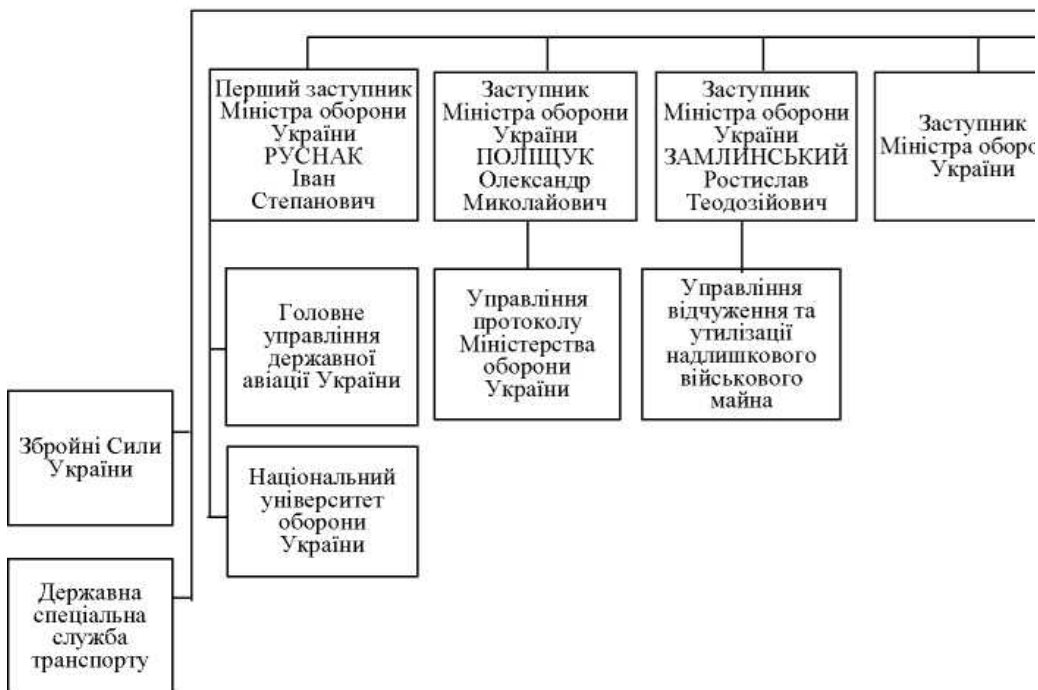 Перший заступник
Міністра оборони
України
РУСНАК
Іван
Степанович
Заступник
Міністра оборони
України
ПОЛІЩУК
Олександр
Миколайович
Заступник
Міністра оборони
України
ЗАМЛИНСЬКИЙ
Ростислав
Теодозійович
Заступник
Міністра оборо
України
Головне
управління
державної
авіації України
Управління
протоколу
Міністерства
оборони
України
Управління
відчуження та
утилізації
надлишкового
військового
майна
Збройні Сили
України
Національний
університет
оборони
України
Державна
спеціальна
служба
транспорту